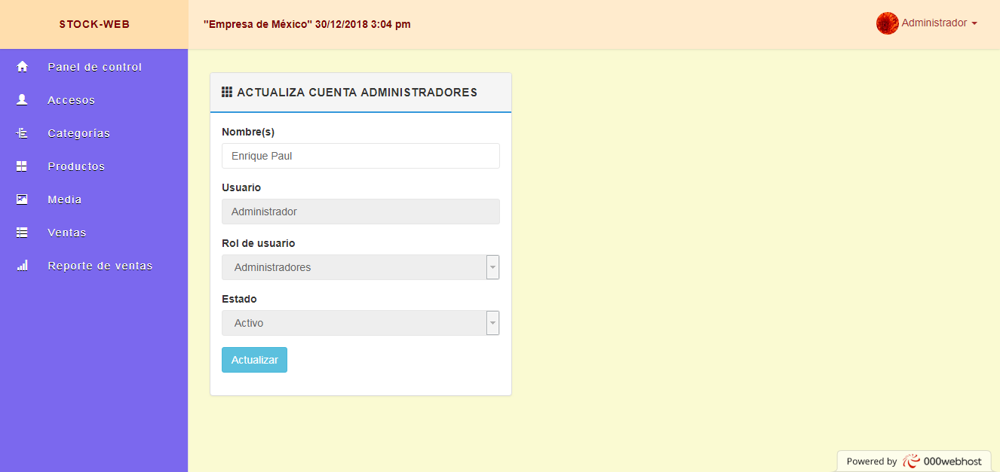 STOCK-WEB
"Empresa de México" 30/12/2018 3:04 pm
Administrador
Panel de control
Accesos
Categorías
Productos
Media
Ventas
Reporte de ventas
ACTUALIZA CUENTA ADMINISTRADORES
Nombre(s)
Enrique Paul
Usuario
Administrador
Rol de usuario
Administradores
Estado
Activo
Actualizar
Powered by 000webhost